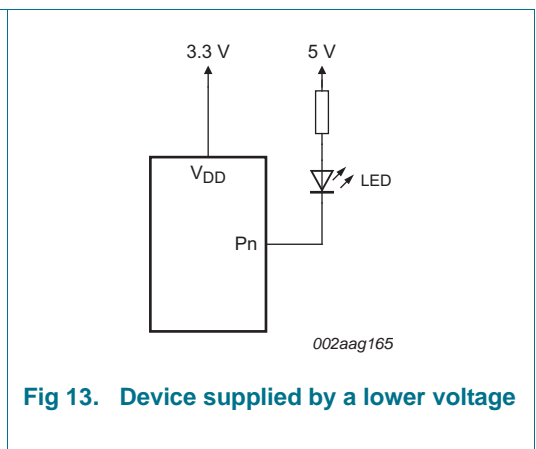 3.3 V 5 V
VDD
LED
Pn
002aag165
Fig 13. Device supplied by a lower voltage